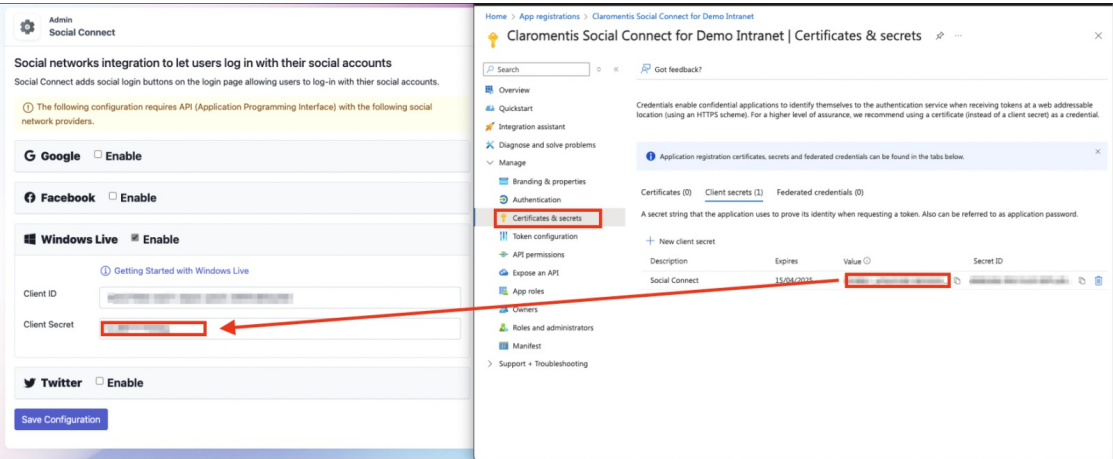 Admin
Social Connect
Social networks integration to let users log in with their social accounts
Social Connect adds social login buttons on the login page allowing users to log-in with thier social accounts.
The following configuration requires API (Application Programming Interface) with the following social
network providers.
Google Enable
Facebook Enable
Windows Live Enable
Getting Started with Windows Live
Client ID
Client Secret
Twitter Enable
Save Configuration
Home > App registrations > Claromentis Social Connect for Demo Intranet
Claromentis Social Connect for Demo Intranet | Certificates & secrets
Search
Got feedback?
Overview
Quickstart
Integration assistant
Diagnose and solve problems
Manage
Branding & properties
Authentication
Certificates & secrets
Token configuration
API permissions
Expose an API
App roles
Owners
Roles and administrators
Manifest
Support + Troubleshooting
Credentials enable confidential applications to identify themselves to the authentication service when receiving tokens at a web addressable
location (using an HTTPS scheme). For a higher level of assurance, we recommend using a certificate (instead of a client secret) as a credential.
Application registration certificates, secrets and federated credentials can be found in the tabs below.
Certificates (0) Client secrets (1) Federated credentials (0)
A secret string that the application uses to prove its identity when requesting a token. Also can be referred to as application password.
New client secret
Description Expires Value Secret ID
Social Connect 15/04/2025